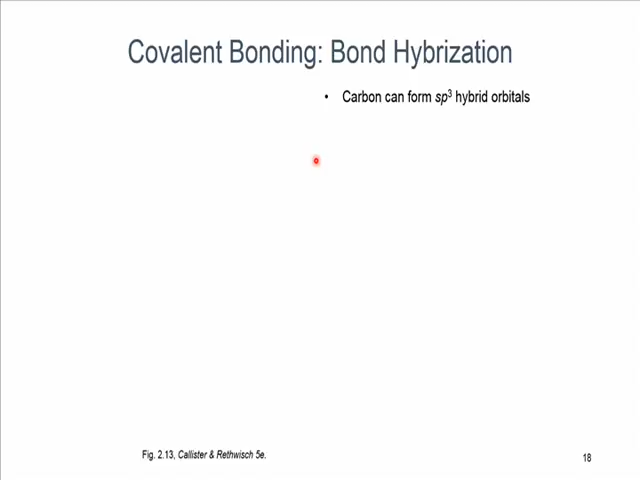 Covalent Bonding: Bond Hybrization
• Carbon can form sp³ hybrid orbitals
Fig. 2.13, Callister & Rethwisch 5e.
18